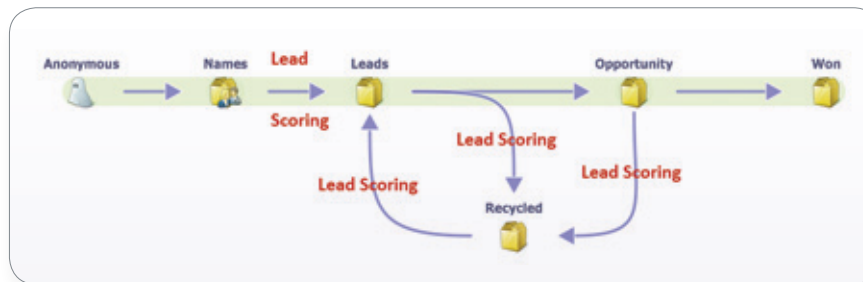 Anonymous Names Lead Leads Opportunity Won
Scoring
Lead Scoring
Lead Scoring
Lead Scoring
Recycled